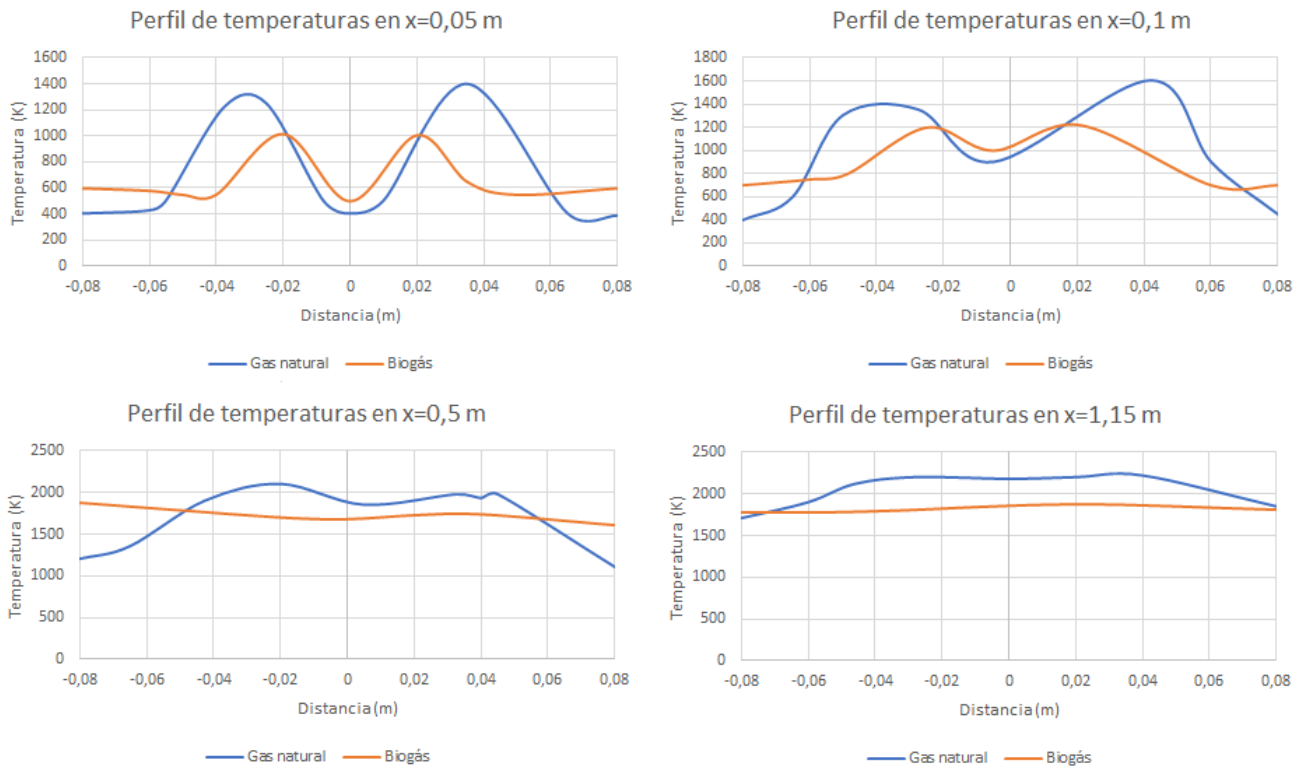 Perfil de temperaturas en x=0,05 m
Temperatura (K)
1600
1400
1200
1000
800
600
400
200
0
-0,08 -0,06 -0,04 -0,02 0 0,02 0,04 0,06 0,08
Distancia (m)
Gas natural Biogás
Perfil de temperaturas en x=0,1 m
Temperatura (K)
1800
1600
1400
1200
1000
800
600
400
200
0
-0,08 -0,06 -0,04 -0,02 0 0,02 0,04 0,06 0,08
Distancia (m)
Gas natural Biogás
Perfil de temperaturas en x=0,5 m
Temperatura (K)
2500
2000
1500
1000
500
0
-0,08 -0,06 -0,04 -0,02 0 0,02 0,04 0,06 0,08
Distancia (m)
Gas natural Biogás
Perfil de temperaturas en x=1,15 m
Temperatura (K)
2500
2000
1500
1000
500
0
-0,08 -0,06 -0,04 -0,02 0 0,02 0,04 0,06 0,08
Distancia (m)
Gas natural Biogás